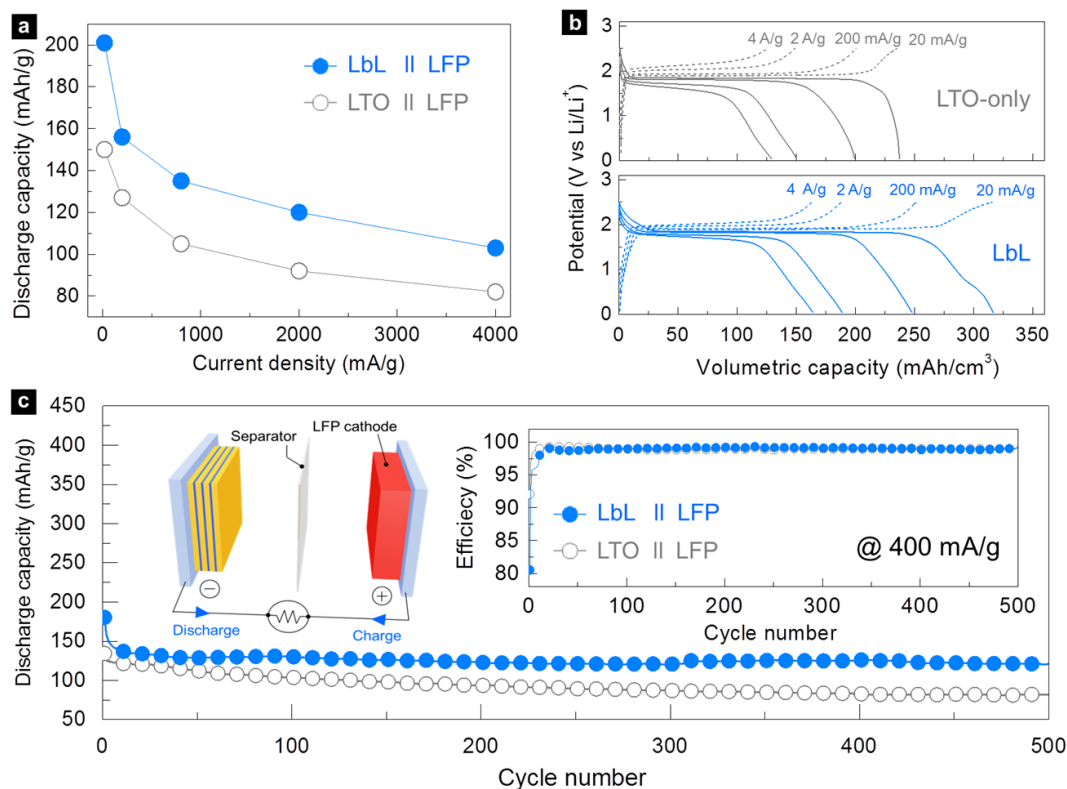 a
Discharge capacity (mAh/g)
200
180
160
140
120
100
80
LbL II LFP
LTO II LFP
0
1000
2000
3000
4000
Current density (mA/g)
b
Potential (V vs Li/Li+)
3
2
1
0
4 A/g
2 A/g
200 mA/g
20 mA/g
LTO-only
3
2
1
0
4 A/g
2 A/g
200 mA/g
20 mA/g
LbL
0
50
100
150
200
250
300
350
Volumetric capacity (mAh/cm³)
c
Discharge capacity (mAh/g)
450
400
350
300
250
200
150
100
50
Separator
LFP cathode
−
+
Discharge
Charge
Efficiecy (%)
100
95
90
85
80
LbL II LFP
LTO II LFP
@ 400 mA/g
0
100
200
300
400
500
Cycle number
0
100
200
300
400
500
Cycle number